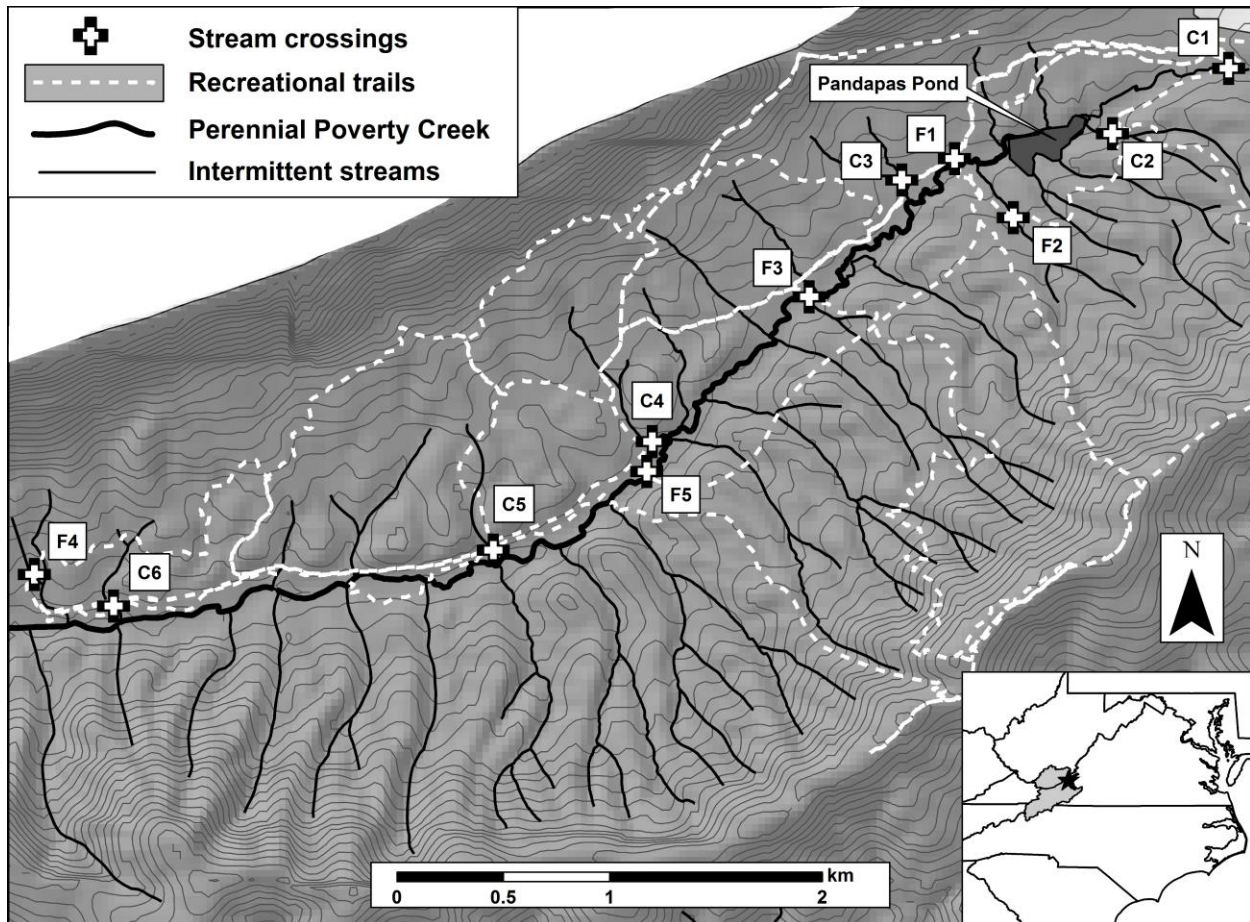 Stream crossings
Recreational trails
Perennial Poverty Creek
Intermittent streams
C1
Pandapas Pond
F1
C3
C2
F2
F3
C4
F5
C5
F4
C6
N
km
0 0.5 1 2